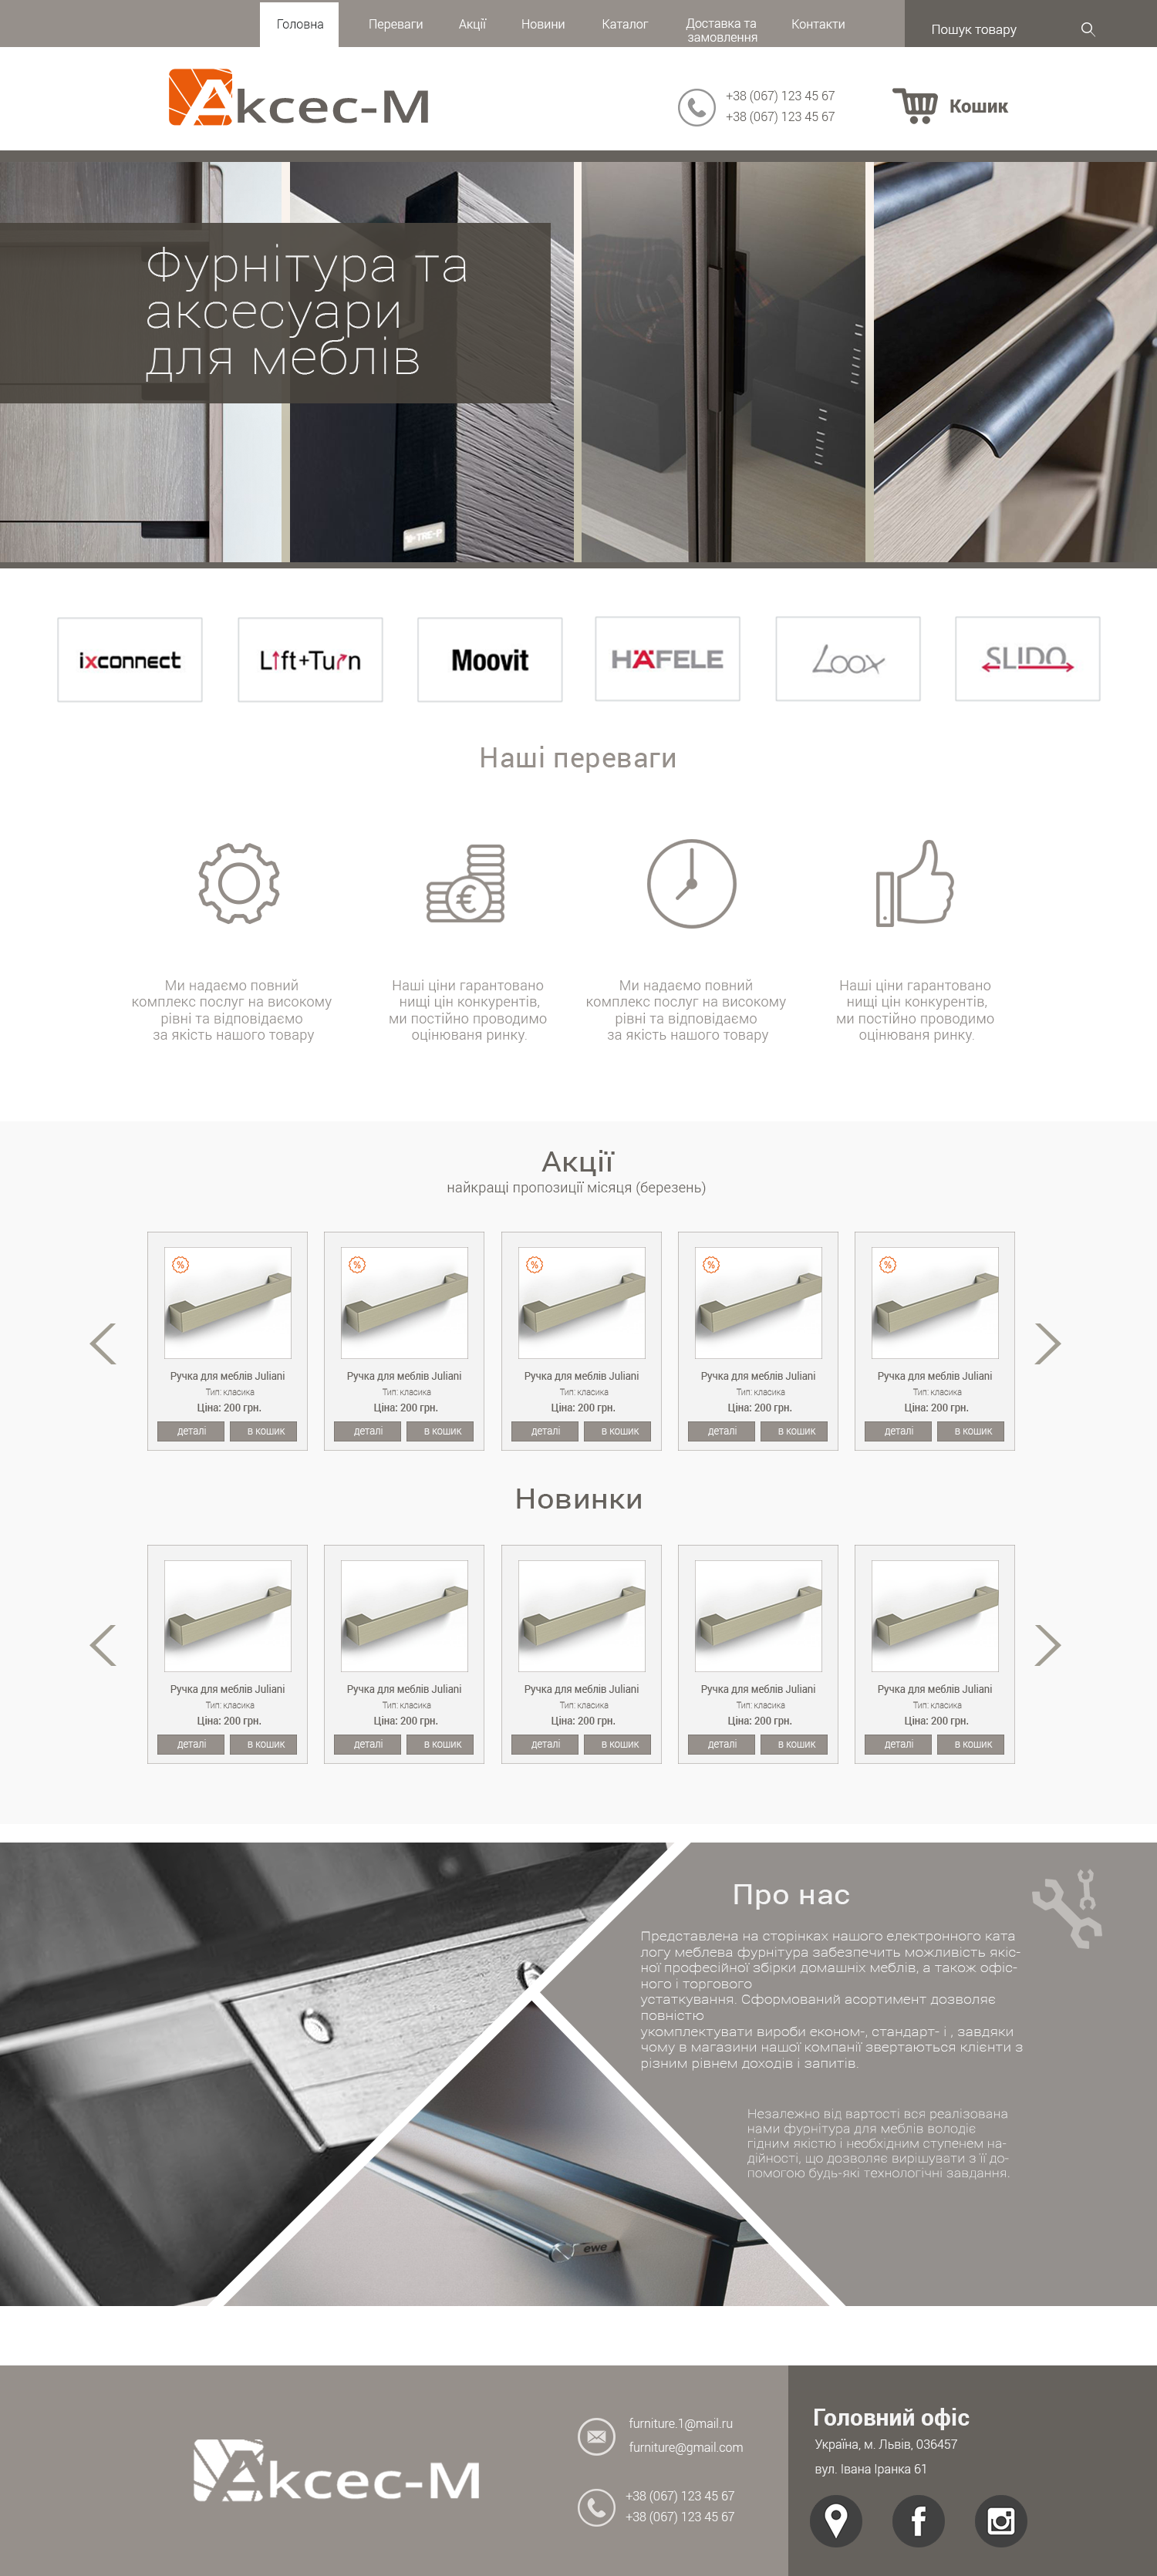 Головна
Переваги
Акції
Новини
Каталог
Доставка та
замовлення
Контакти
Пошук товару
Аксес-М
+38 (067) 123 45 67
+38 (067) 123 45 67
Кошик
Фурнітура та
аксесуари
для меблів
ixconnect
Lift+Turn
Moovit
HÄFELE
LOOX
SLIDO
Наші переваги
Ми надаємо повний
комплекс послуг на високому
рівні та відповідаємо
за якість нашого товару
Наші ціни гарантовано
нищі цін конкурентів,
ми постійно проводимо
оцінюваня ринку.
Ми надаємо повний
комплекс послуг на високому
рівні та відповідаємо
за якість нашого товару
Наші ціни гарантовано
нищі цін конкурентів,
ми постійно проводимо
оцінюваня ринку.
Акції
найкращі пропозиції місяця (березень)
% % % % %
Ручка для меблів Juliani
Тип: класика
Ціна: 200 грн.
деталі в кошик
Ручка для меблів Juliani
Тип: класика
Ціна: 200 грн.
деталі в кошик
Ручка для меблів Juliani
Тип: класика
Ціна: 200 грн.
деталі в кошик
Ручка для меблів Juliani
Тип: класика
Ціна: 200 грн.
деталі в кошик
Ручка для меблів Juliani
Тип: класика
Ціна: 200 грн.
деталі в кошик
Новинки
Ручка для меблів Juliani
Тип: класика
Ціна: 200 грн.
деталі в кошик
Ручка для меблів Juliani
Тип: класика
Ціна: 200 грн.
деталі в кошик
Ручка для меблів Juliani
Тип: класика
Ціна: 200 грн.
деталі в кошик
Ручка для меблів Juliani
Тип: класика
Ціна: 200 грн.
деталі в кошик
Ручка для меблів Juliani
Тип: класика
Ціна: 200 грн.
деталі в кошик
Про нас
Представлена на сторінках нашого електронного ката
логу меблева фурнітура забезпечить можливість якіс-
ної професійної збірки домашніх меблів, а також офіс-
ного і торгового
устаткування. Сформований асортимент дозволяє
повністю
укомплектувати вироби економ-, стандарт- і , завдяки
чому в магазини нашої компанії звертаються клієнти з
різним рівнем доходів і запитів.
Незалежно від вартості вся реалізована
нами фурнітура для меблів володіє
гідним якістю і необхідним ступенем на-
дійності, що дозволяє вирішувати з її до-
помогою будь-які технологічні завдання.
ewe
Аксес-М
furniture.1@mail.ru
furniture@gmail.com
+38 (067) 123 45 67
+38 (067) 123 45 67
Головний офіс
Україна, м. Львів, 036457
вул. Івана Іранка 61